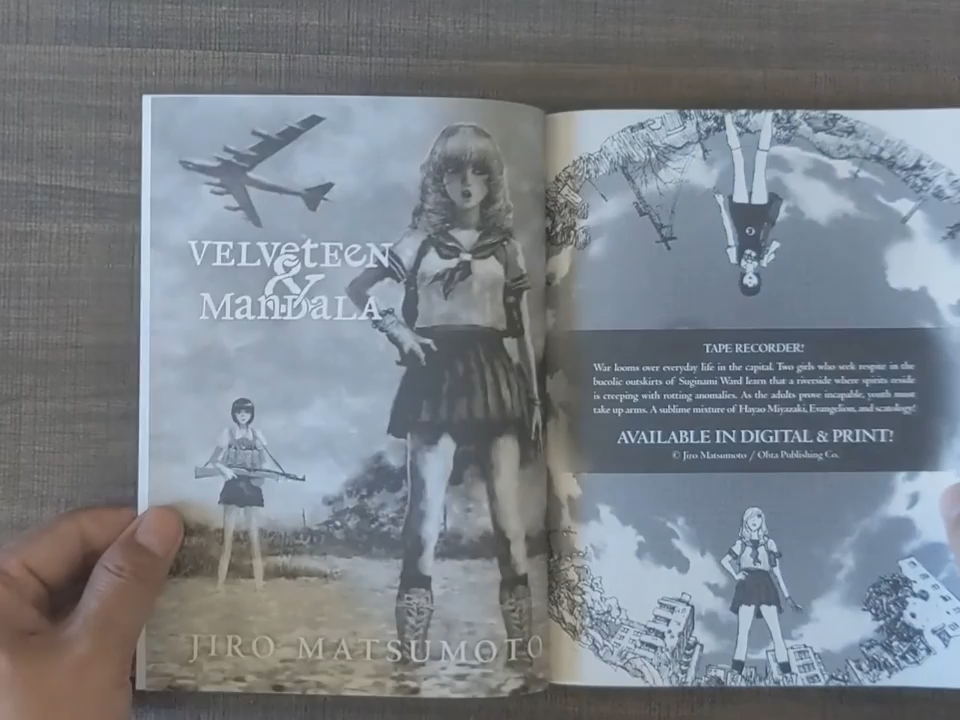 VELVETEEN
&
MANDALA
JIRO MATSUMOTO
TAPE RECORDER!
War looms over everyday life in the capital. Two girls who seek respite in the
bucolic outskirts of Suginami Ward learn that a riverside where spirits reside
is creeping with rotting anomalies. As the adults prove incapable, youth must
take up arms. A sublime mixture of Hayao Miyazaki, Evangelion, and scatology!
AVAILABLE IN DIGITAL & PRINT!
© Jiro Matsumoto / Ohta Publishing Co.